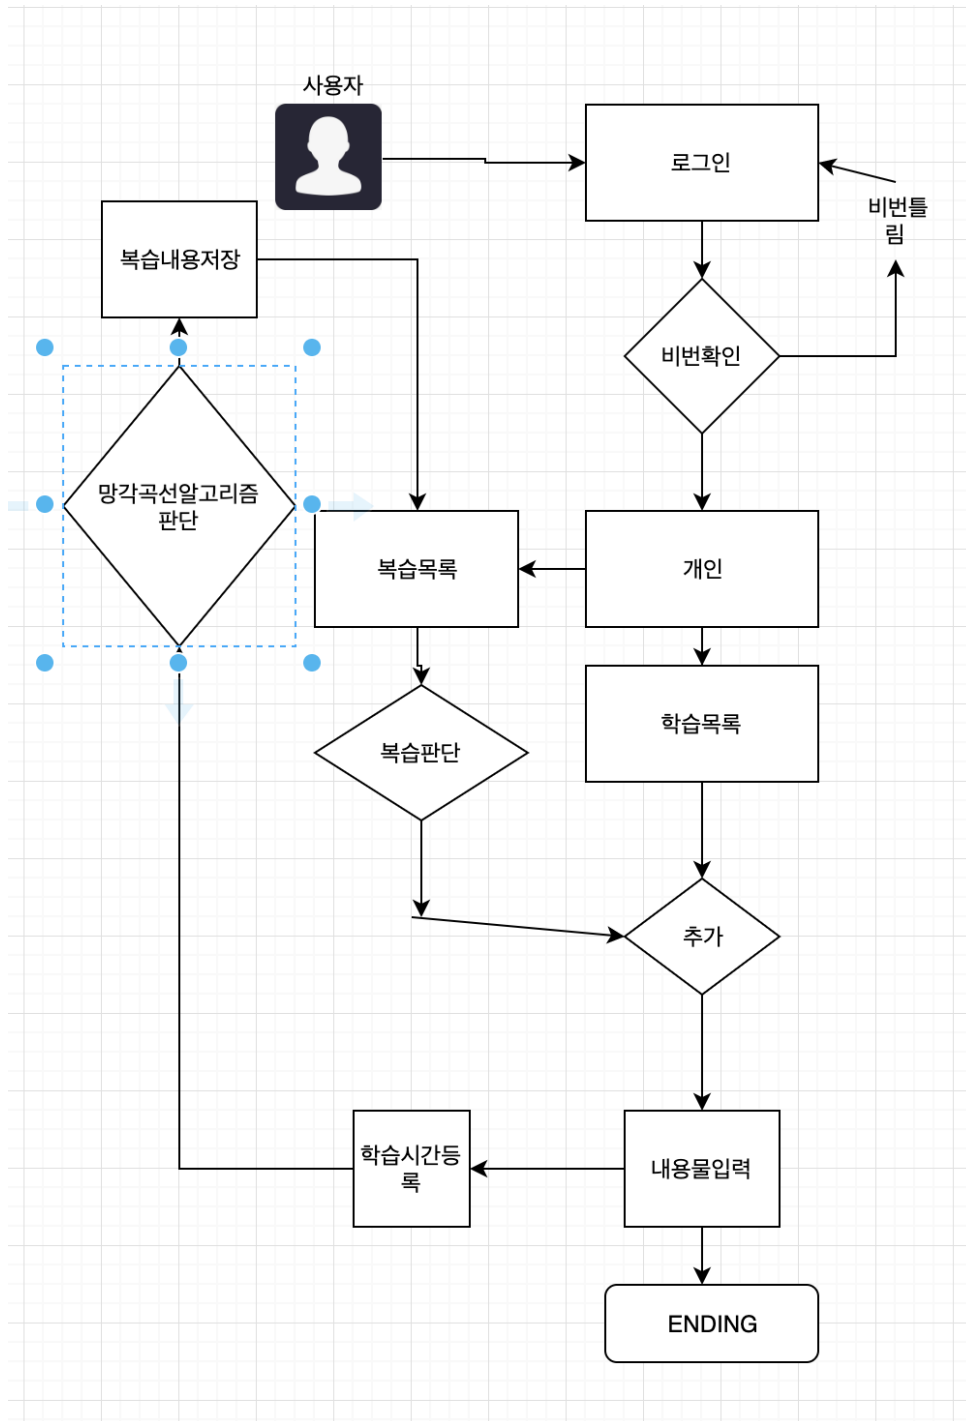 사용자
로그인
비번틀
림
복습내용저장
비번확인
망각곡선알고리즘
판단
복습목록
개인
학습목록
복습판단
추가
학습시간등
록
내용물입력
ENDING